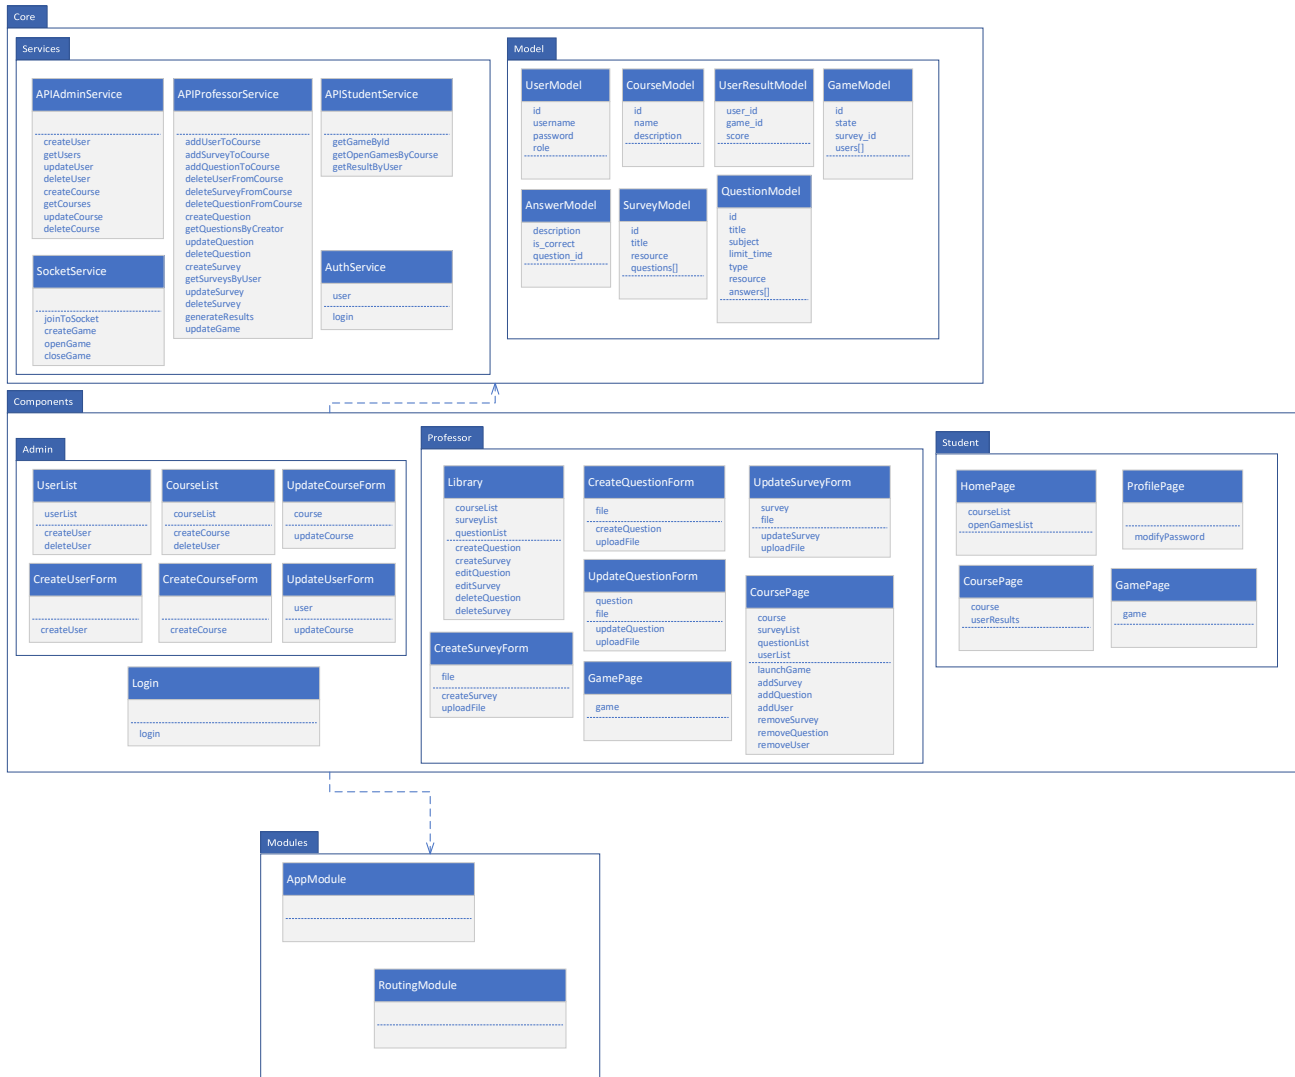 Core
Services
APIAdminService
createUser
getUsers
updateUser
deleteUser
createCourse
getCourses
updateCourse
deleteCourse
APIProfessorService
addUserToCourse
addSurveyToCourse
addQuestionToCourse
deleteUserFromCourse
deleteSurveyFromCourse
deleteQuestionFromCourse
createQuestion
getQuestionsByCreator
updateQuestion
deleteQuestion
createSurvey
getSurveysByUser
updateSurvey
deleteSurvey
generateResults
updateGame
APIStudentService
getGameById
getOpenGamesByCourse
getResultByUser
SocketService
joinToSocket
createGame
openGame
closeGame
AuthService
user
login
Model
UserModel
id
username
password
role
CourseModel
id
name
description
UserResultModel
user_id
game_id
score
GameModel
id
state
survey_id
users[]
AnswerModel
description
is_correct
question_id
SurveyModel
id
title
resource
questions[]
QuestionModel
id
title
subject
limit_time
type
resource
answers[]
Components
Admin
UserList
userList
createUser
deleteUser
CourseList
courseList
createCourse
deleteUser
UpdateCourseForm
course
updateCourse
CreateUserForm
createUser
CreateCourseForm
createCourse
UpdateUserForm
user
updateCourse
Login
login
Professor
Library
courseList
surveyList
questionList
createQuestion
createSurvey
editQuestion
editSurvey
deleteQuestion
deleteSurvey
CreateQuestionForm
file
createQuestion
uploadFile
UpdateSurveyForm
survey
file
updateSurvey
uploadFile
UpdateQuestionForm
question
file
updateQuestion
uploadFile
CoursePage
course
surveyList
questionList
userList
launchGame
addSurvey
addQuestion
addUser
removeSurvey
removeQuestion
removeUser
CreateSurveyForm
file
createSurvey
uploadFile
GamePage
game
Student
HomePage
courseList
openGamesList
ProfilePage
modifyPassword
CoursePage
course
userResults
GamePage
game
Modules
AppModule
RoutingModule